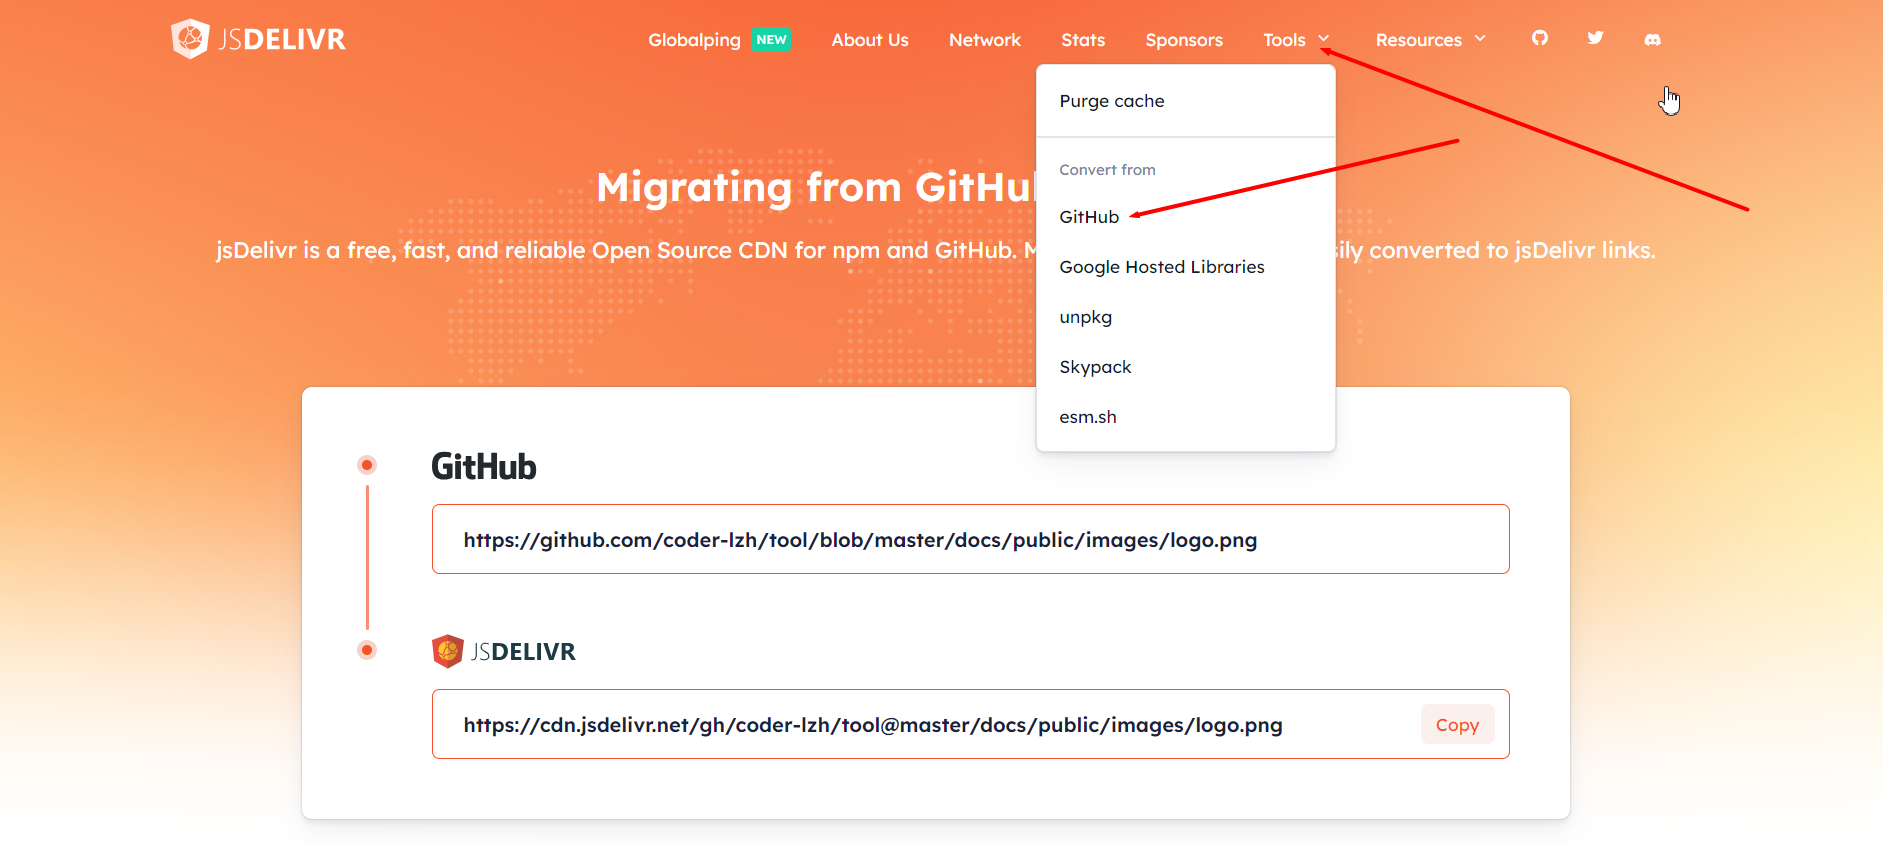 JSDELIVR
Globalping NEW About Us Network Stats Sponsors Tools Resources
Purge cache
Convert from
GitHub
Google Hosted Libraries
unpkg
Skypack
esm.sh
Migrating from GitHu
jsDelivr is a free, fast, and reliable Open Source CDN for npm and GitHub. M
converted to jsDelivr links.
GitHub
https://github.com/coder-lzh/tool/blob/master/docs/public/images/logo.png
JSDELIVR
https://cdn.jsdelivr.net/gh/coder-lzh/tool@master/docs/public/images/logo.png
Copy